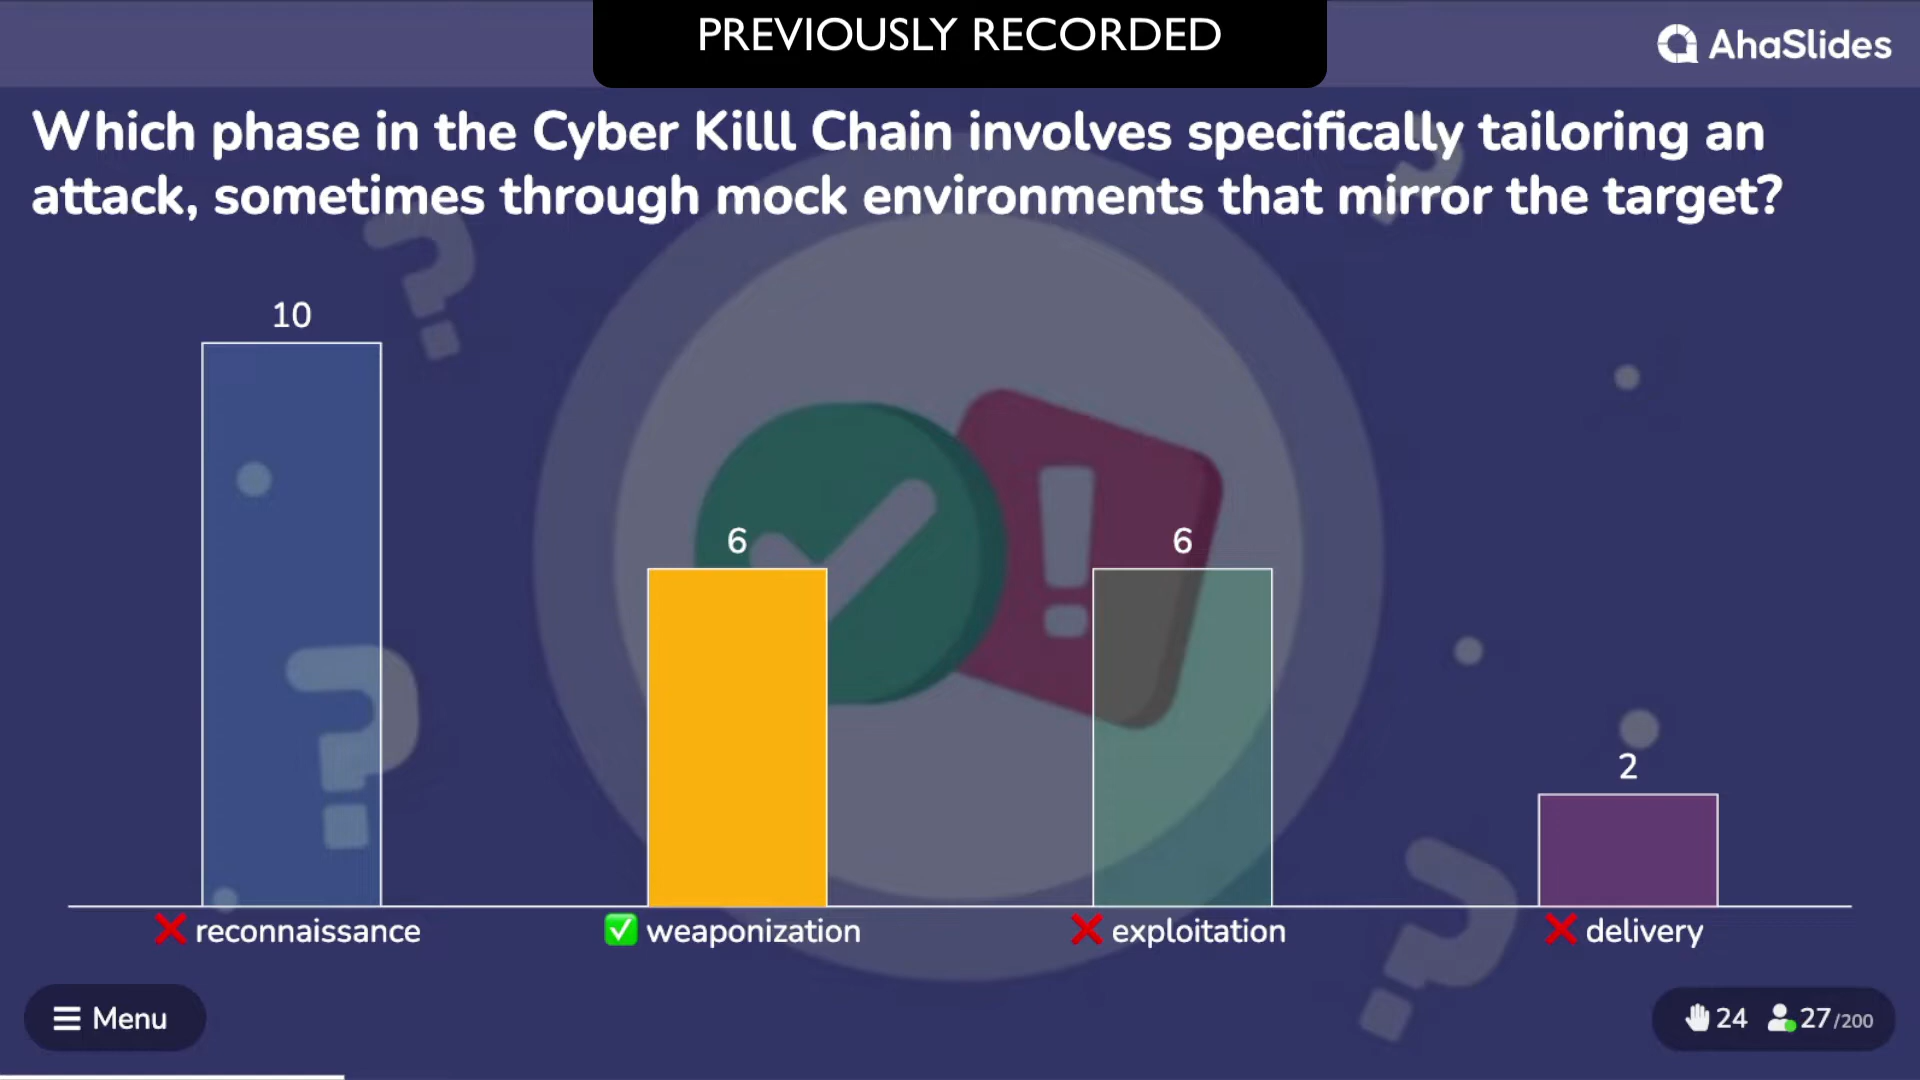 PREVIOUSLY RECORDED
AhaSlides
Which phase in the Cyber Killl Chain involves specifically tailoring an
attack, sometimes through mock environments that mirror the target?
10
6
6
2
❌ reconnaissance
✅ weaponization
❌ exploitation
❌ delivery
Menu
24 27/200